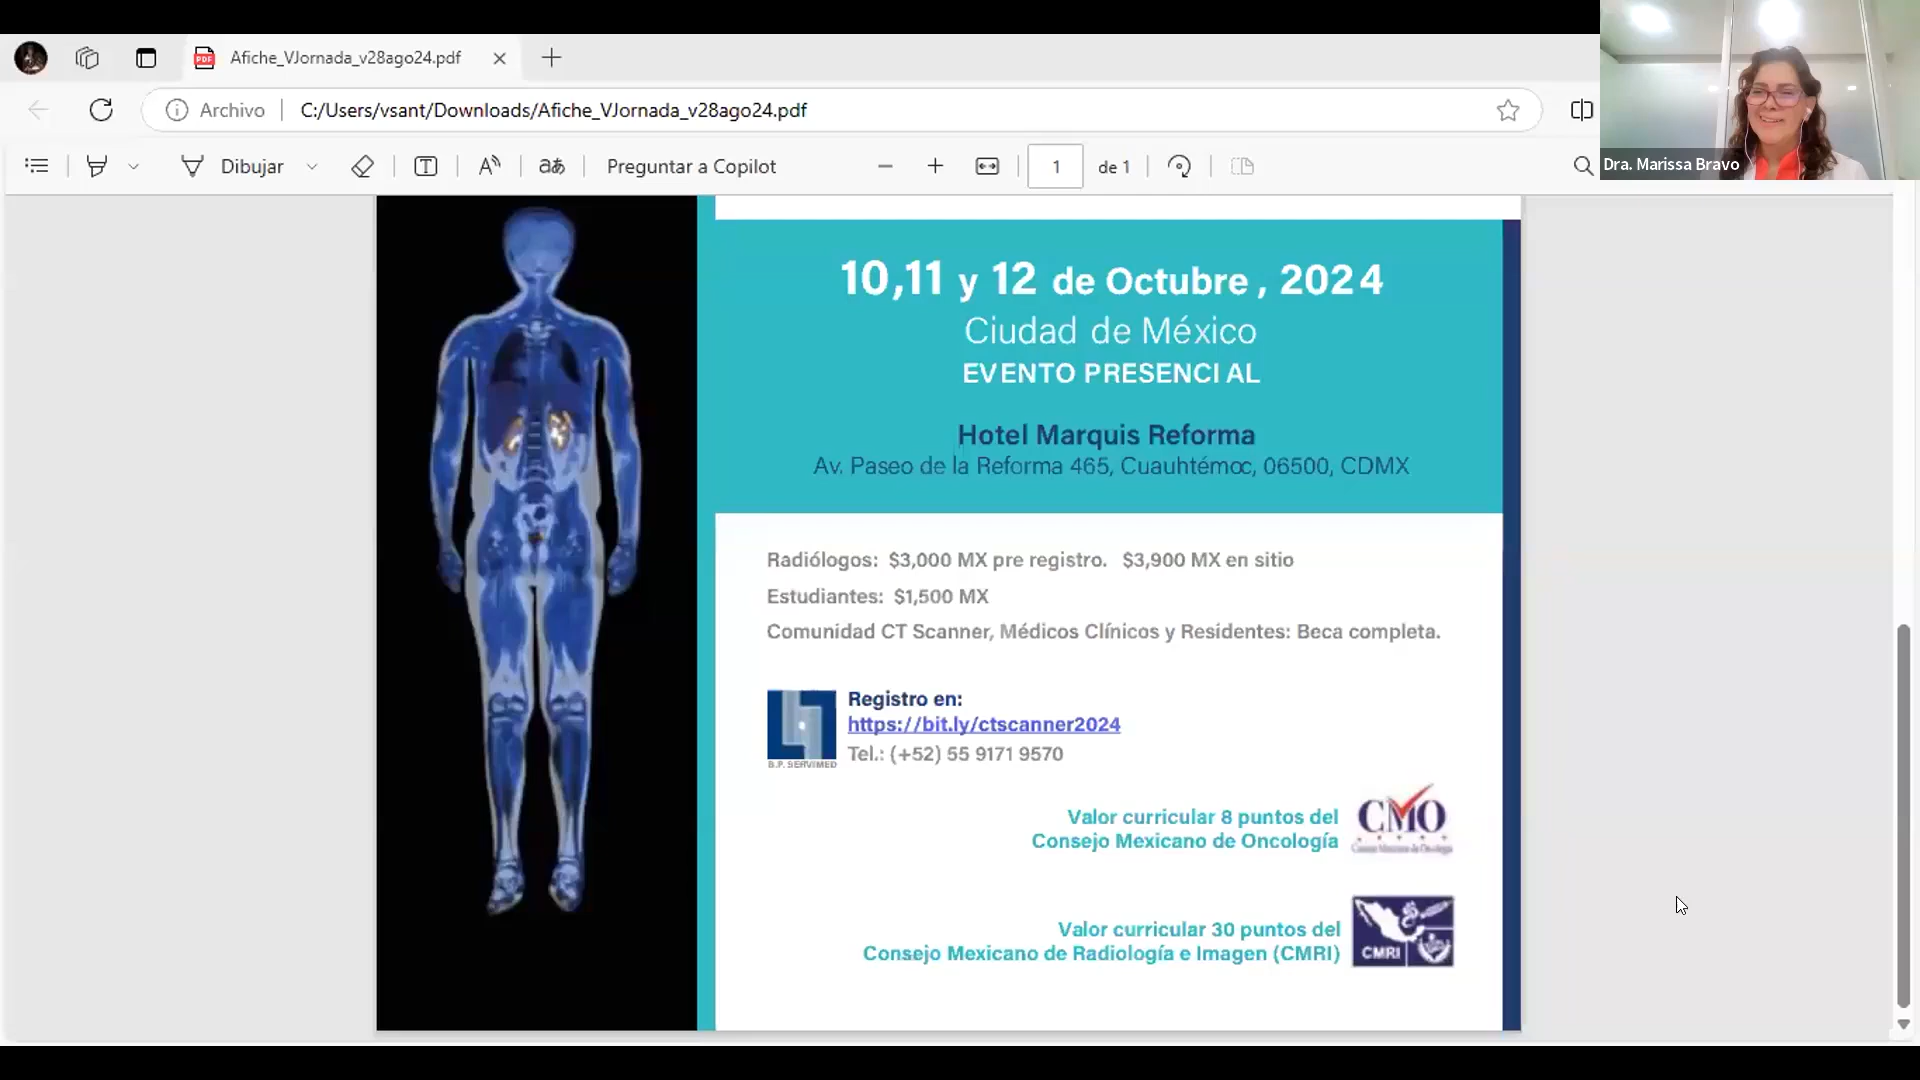 Afiche_VJornada_v28ago24.pdf
Archivo
C:/Users/vsant/Downloads/Afiche_VJornada_v28ago24.pdf
Dibujar
Preguntar a Copilot
1
de 1
Dra. Marissa Bravo
10,11 y 12 de Octubre , 2024
Ciudad de México
EVENTO PRESENCIAL
Hotel Marquis Reforma
Av. Paseo de la Reforma 465, Cuauhtémoc, 06500, CDMX
Radiólogos: $3,000 MX pre registro. $3,900 MX en sitio
Estudiantes: $1,500 MX
Comunidad CT Scanner, Médicos Clínicos y Residentes: Beca completa.
B.P. SERVIMED
Registro en:
https://bit.ly/ctscanner2024
Tel.: (+52) 55 9171 9570
Valor curricular 8 puntos del
Consejo Mexicano de Oncología
CMO
Consejo Mexicano de Oncología
Valor curricular 30 puntos del
Consejo Mexicano de Radiología e Imagen (CMRI)
CMRI